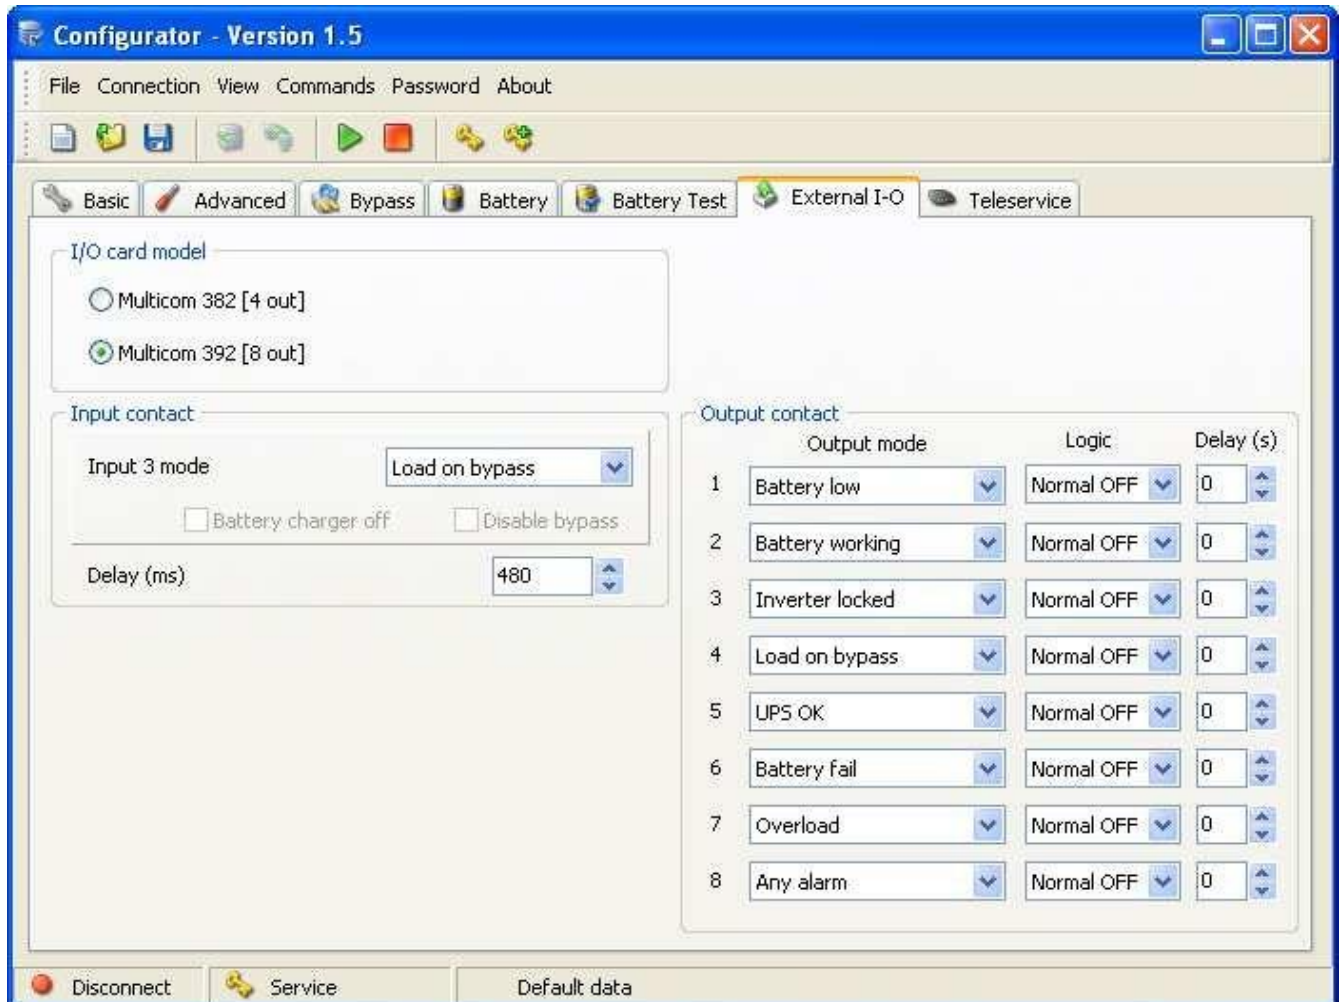 Configurator - Version 1.5
File Connection View Commands Password About
Basic Advanced Bypass Battery Battery Test External I-O Teleservice
I/O card model
Multicom 382 [4 out]
Multicom 392 [8 out]
Input contact
Input 3 mode Load on bypass
Battery charger off Disable bypass
Delay (ms) 480
Output contact
Output mode Logic Delay (s)
1 Battery low Normal OFF 0
2 Battery working Normal OFF 0
3 Inverter locked Normal OFF 0
4 Load on bypass Normal OFF 0
5 UPS OK Normal OFF 0
6 Battery fail Normal OFF 0
7 Overload Normal OFF 0
8 Any alarm Normal OFF 0
Disconnect Service Default data